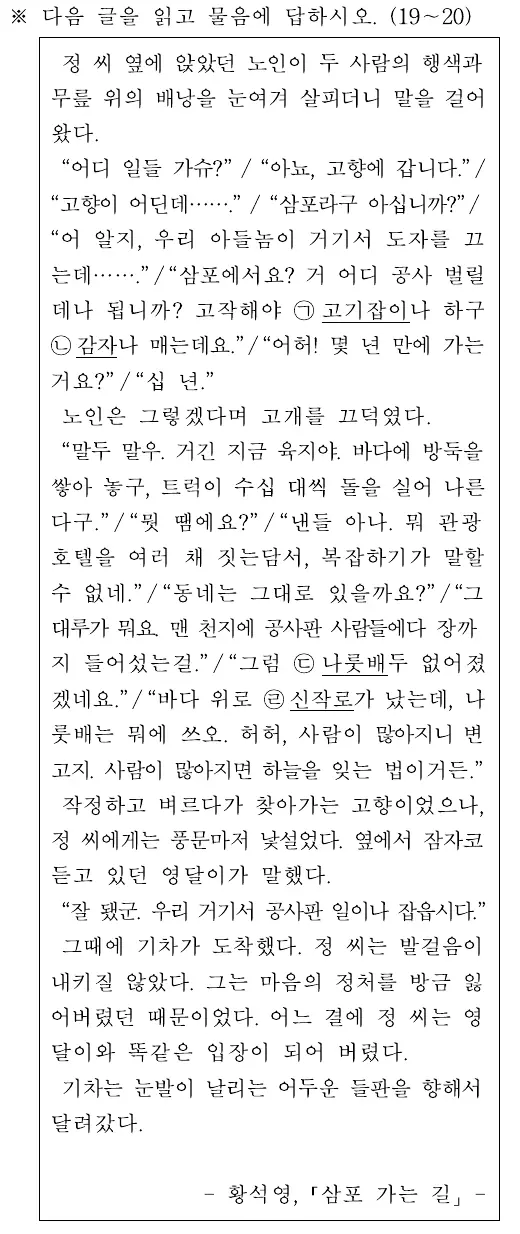 ※ 다음 글을 읽고 물음에 답하시오. (19～20)
정 씨 옆에 앉았던 노인이 두 사람의 행색과
무릎 위의 배낭을 눈여겨 살피더니 말을 걸어
왔다.
“어디 일들 가슈?” / “아뇨, 고향에 갑니다.” /
“고향이 어딘데…….” / “삼포라구 아십니까?” /
“어 알지, 우리 아들놈이 거기서 도자를 끄
는데…….” / “삼포에서요? 거 어디 공사 벌릴
데나 됩니까? 고작해야 ㉠ 고기잡이나 하구
㉡ 감자나 매는데요.” / “어허! 몇 년 만에 가는
거요?” / “십 년.”
노인은 그렇겠다며 고개를 끄덕였다.
“말두 말우. 거긴 지금 육지야. 바다에 방둑을
쌓아 놓구, 트럭이 수십 대씩 돌을 실어 나른
다구.” / “뭣 땜에요?” / “낸들 아나. 뭐 관광
호텔을 여러 채 짓는담서, 복잡하기가 말할
수 없네.” / “동네는 그대로 있을까요?” / “그
대루가 뭐요. 맨 천지에 공사판 사람들에다 장까
지 들어섰는걸.” / “그럼 ㉢ 나룻배두 없어졌
겠네요.” / “바다 위로 ㉣ 신작로가 났는데, 나
룻배는 뭐에 쓰오. 허허, 사람이 많아지니 변
고지. 사람이 많아지면 하늘을 잊는 법이거든.”
작정하고 벼르다가 찾아가는 고향이었으나,
정 씨에게는 풍문마저 낯설었다. 옆에서 잠자코
듣고 있던 영달이가 말했다.
“잘 됐군. 우리 거기서 공사판 일이나 잡읍시다.”
그때에 기차가 도착했다. 정 씨는 발걸음이
내키질 않았다. 그는 마음의 정처를 방금 잃
어버렸던 때문이었다. 어느 결에 정 씨는 영
달이와 똑같은 입장이 되어 버렸다.
기차는 눈발이 날리는 어두운 들판을 향해서
달려갔다.
- 황석영, 「삼포 가는 길」 -